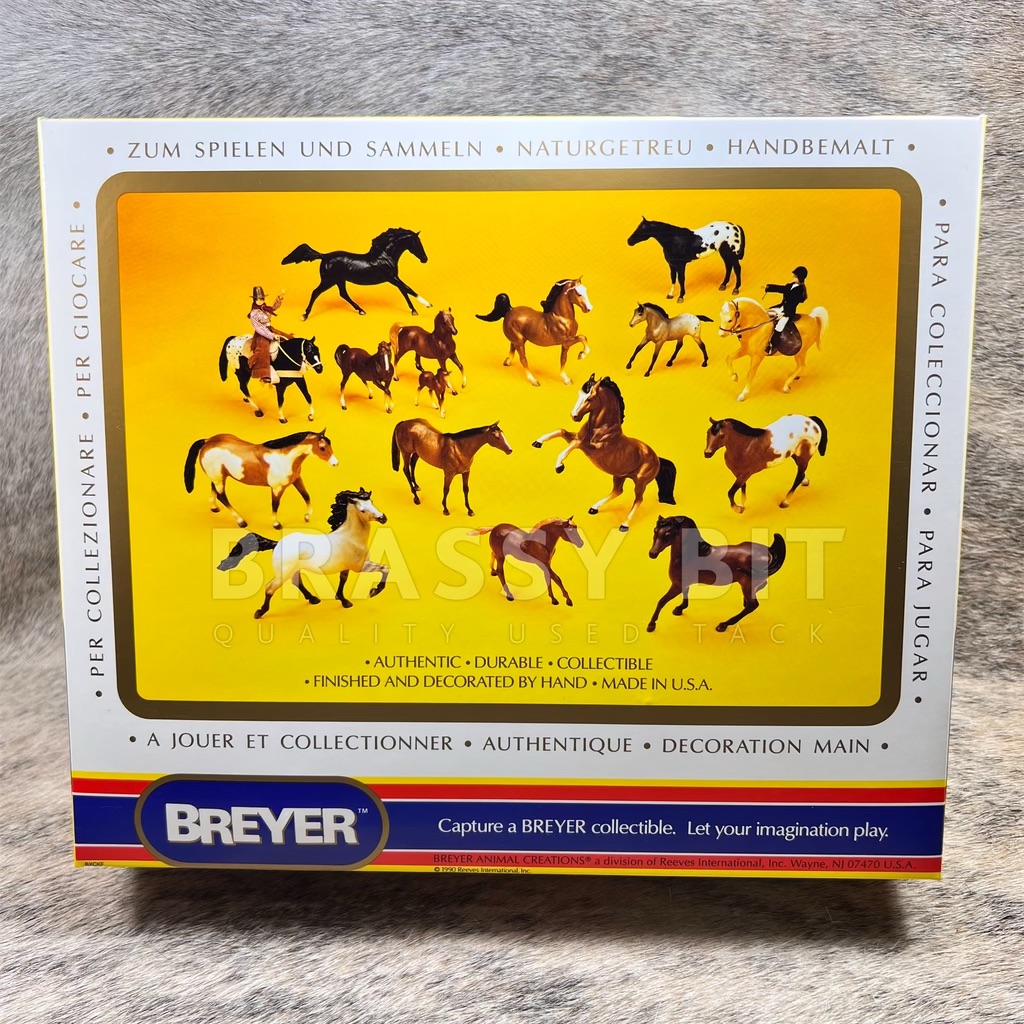 • ZUM SPIELEN UND SAMMELN • NATURGETREU • HANDBEMALT •
• PER COLLEZIONARE • PER GIOCARE •
• PARA COLECCIONAR • PARA JUGAR •
BRASSY BIT
QUALITY USED TACK
• AUTHENTIC • DURABLE • COLLECTIBLE
• FINISHED AND DECORATED BY HAND • MADE IN U.S.A.
• A JOUER ET COLLECTIONNER • AUTHENTIQUE • DECORATION MAIN •
BREYER™
Capture a BREYER collectible. Let your imagination play.
BREYER ANIMAL CREATIONS® a division of Reeves International, Inc. Wayne, NJ 07470 U.S.A.
© 1990 Reeves International, Inc.